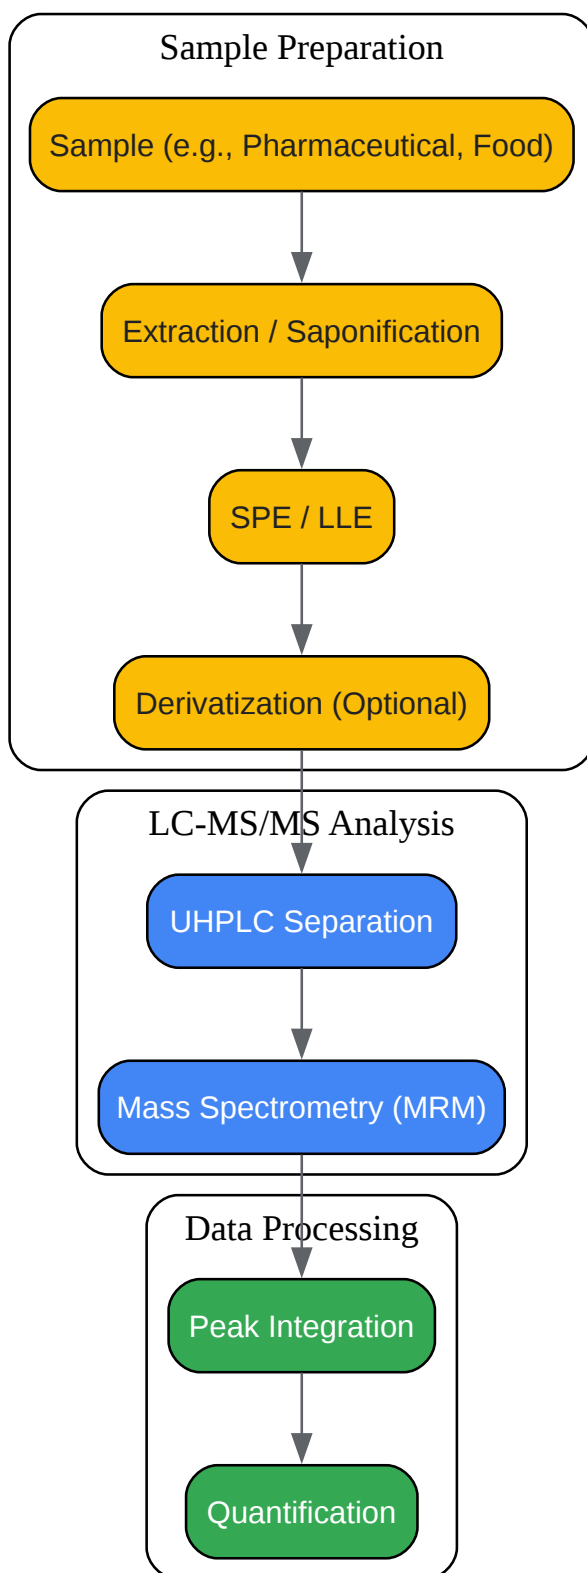 Sample Preparation
Sample (e.g., Pharmaceutical, Food)
Extraction / Saponification
SPE / LLE
Derivatization (Optional)
LC-MS/MS Analysis
UHPLC Separation
Mass Spectrometry (MRM)
Data Processing
Peak Integration
Quantification